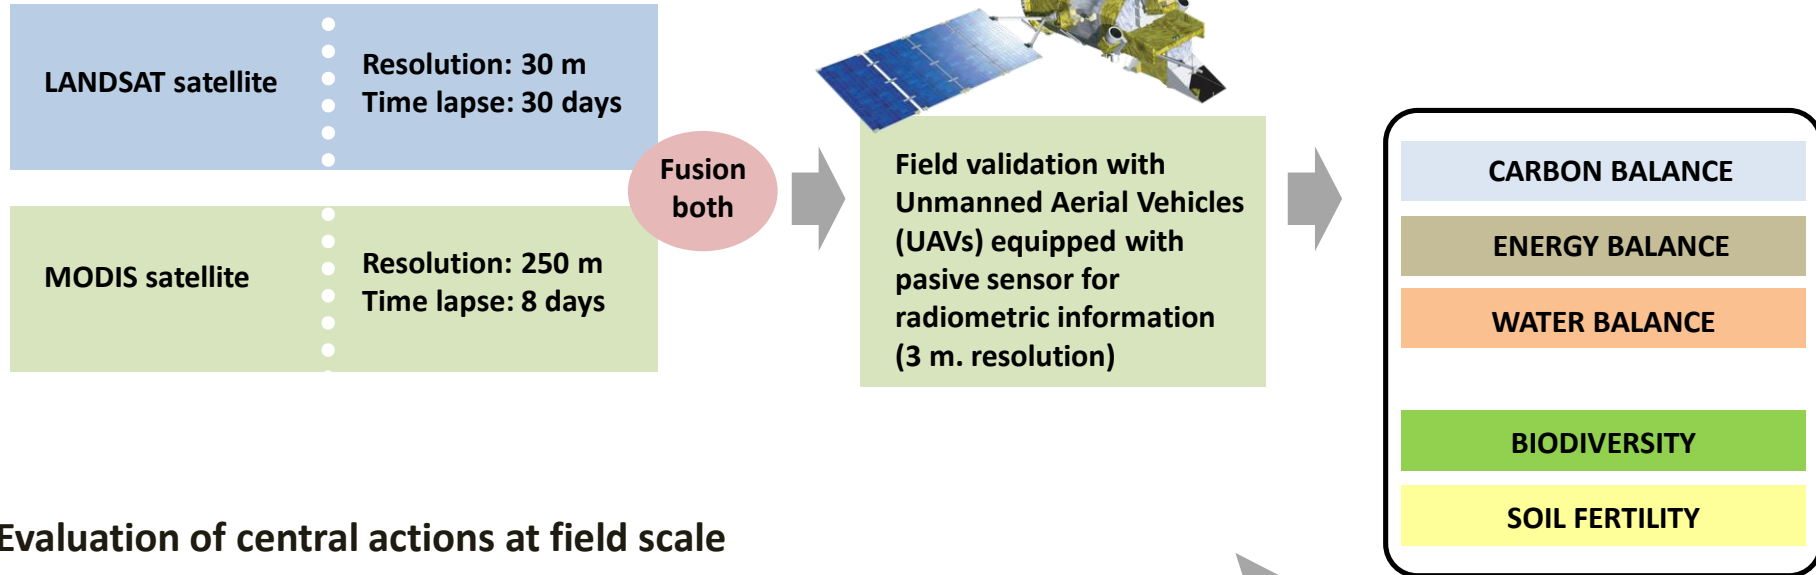 LANDSAT satellite
Resolution: 30 m
Time lapse: 30 days
MODIS satellite
Resolution: 250 m
Time lapse: 8 days
Fusion
both
Field validation with
Unmanned Aerial Vehicles
(UAVs) equipped with
pasive sensor for
radiometric information
(3 m. resolution)
CARBON BALANCE
ENERGY BALANCE
WATER BALANCE
BIODIVERSITY
SOIL FERTILITY
Evaluation of central actions at field scale